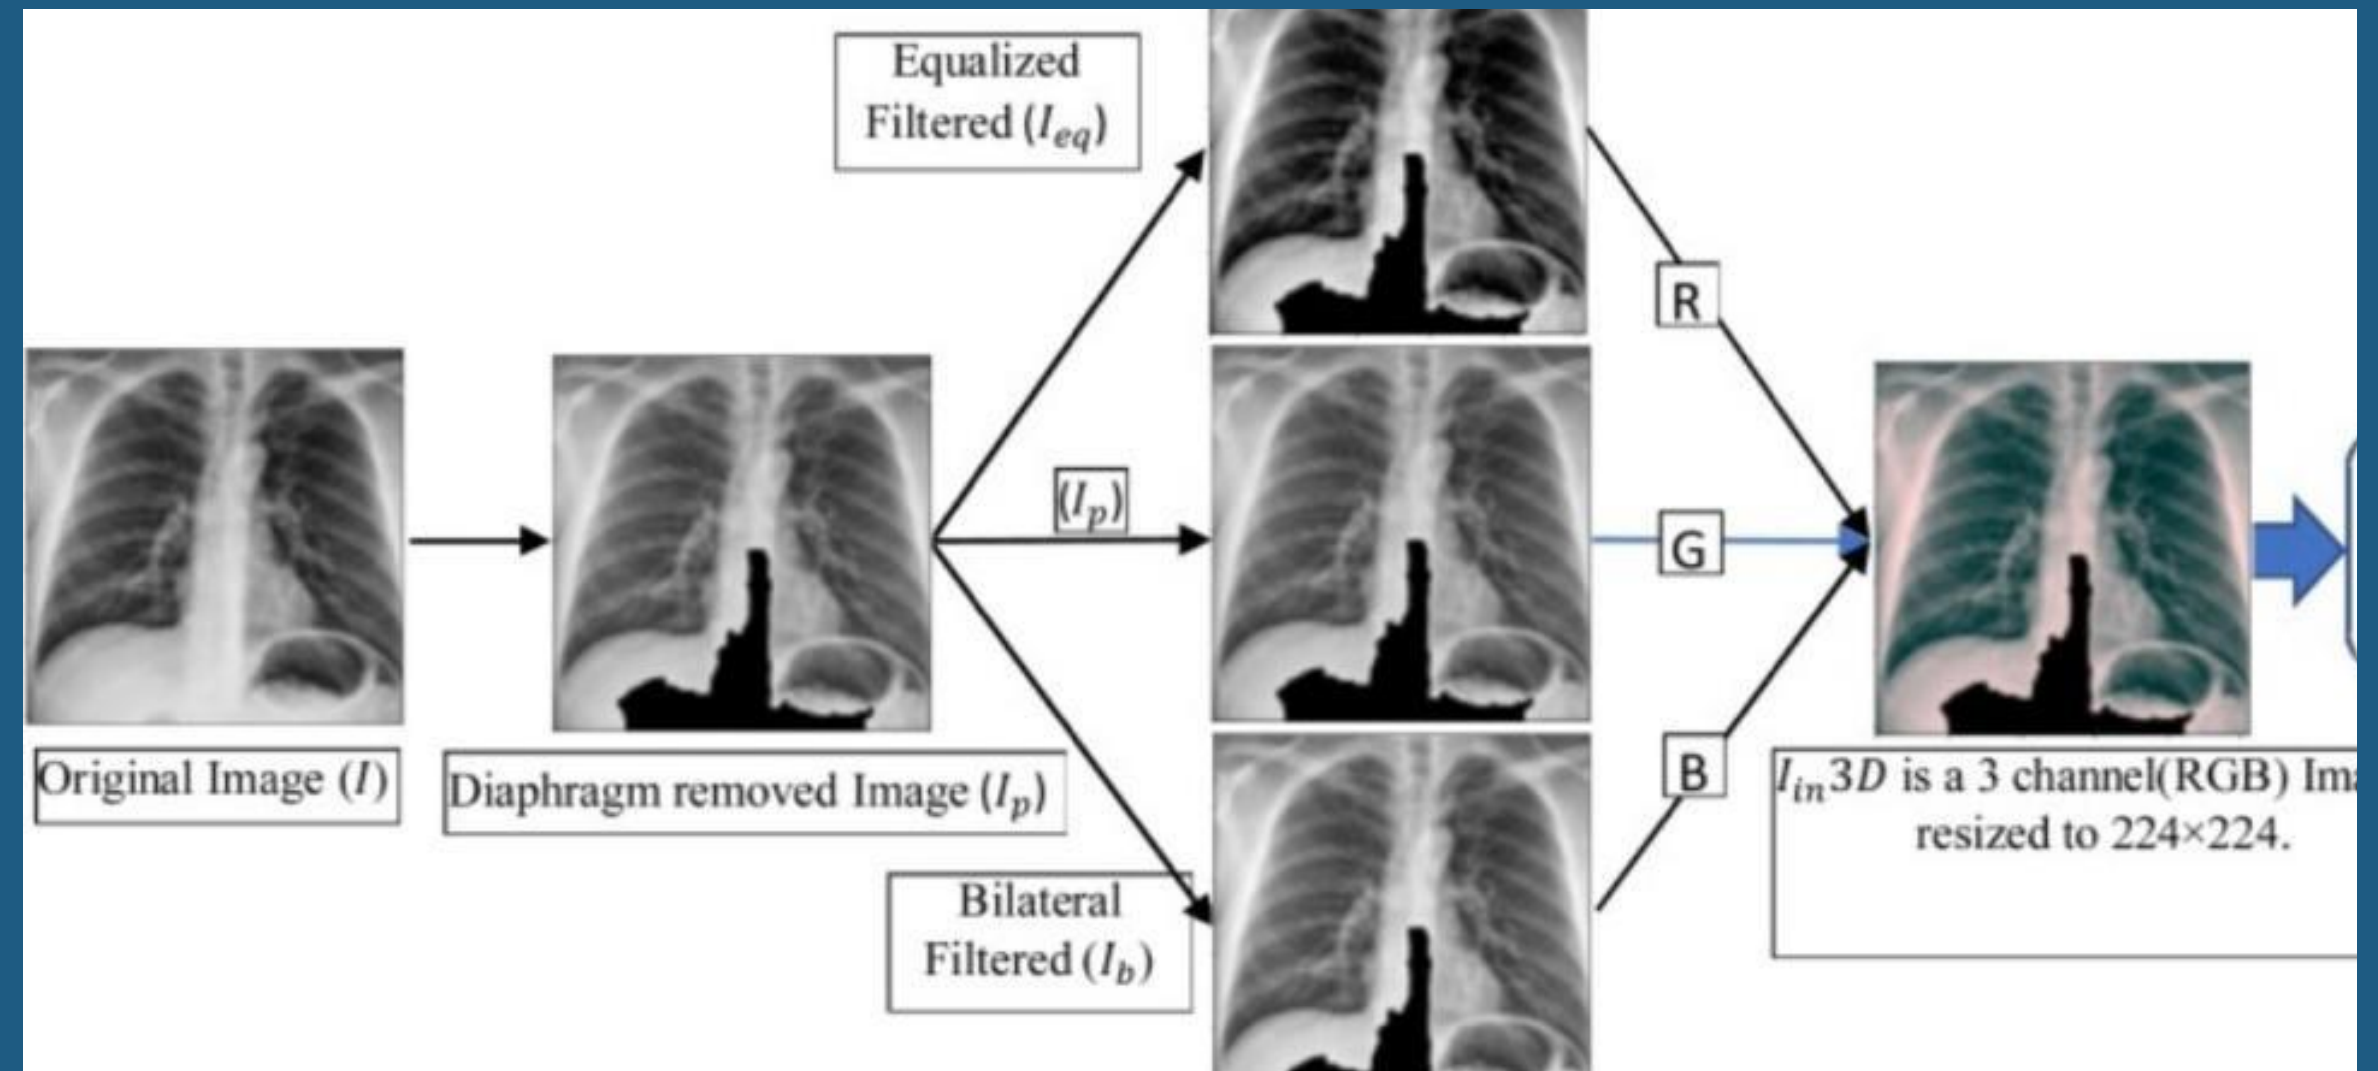 Equalized
Filtered (I_eq)
R
(I_p)
G
Original Image (I)
Diaphragm removed Image (I_p)
B
I_in3D is a 3 channel(RGB)
resized to 224×224.
Bilateral
Filtered (I_b)